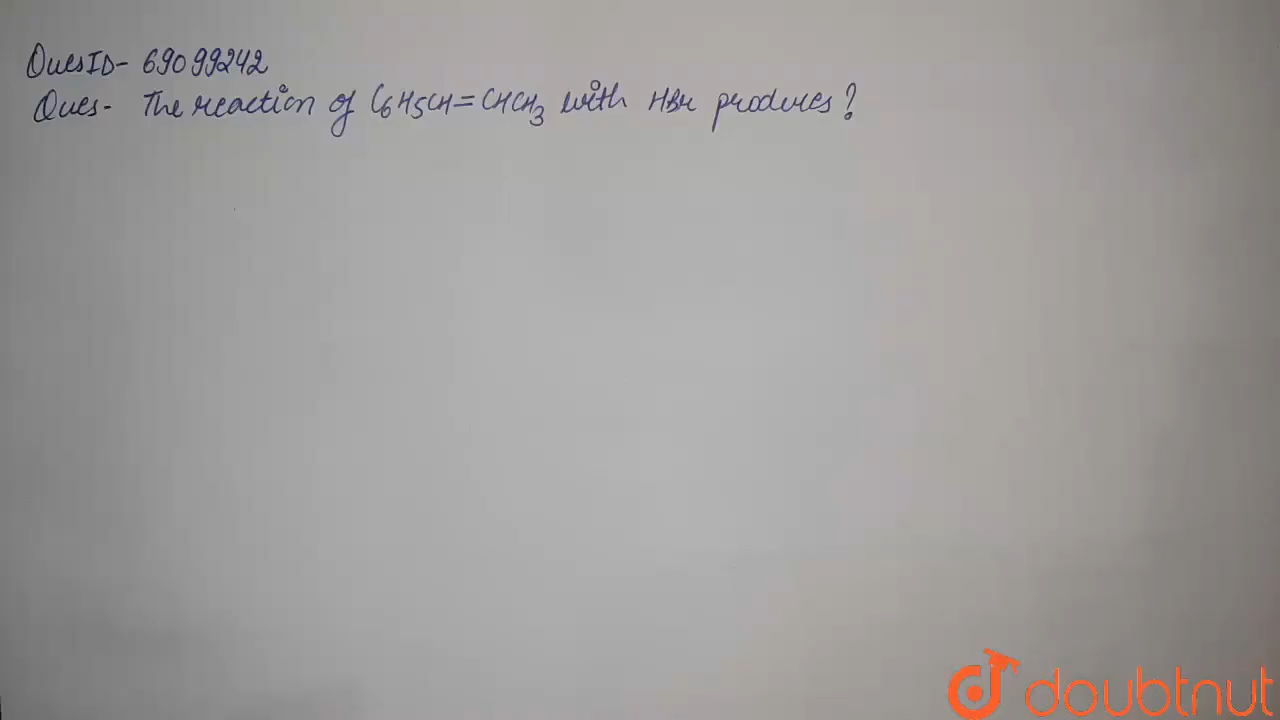 QuesID- 69099242
Ques- The reaction of C6H5CH=CHCH3 with HBr produces?
doubtnut